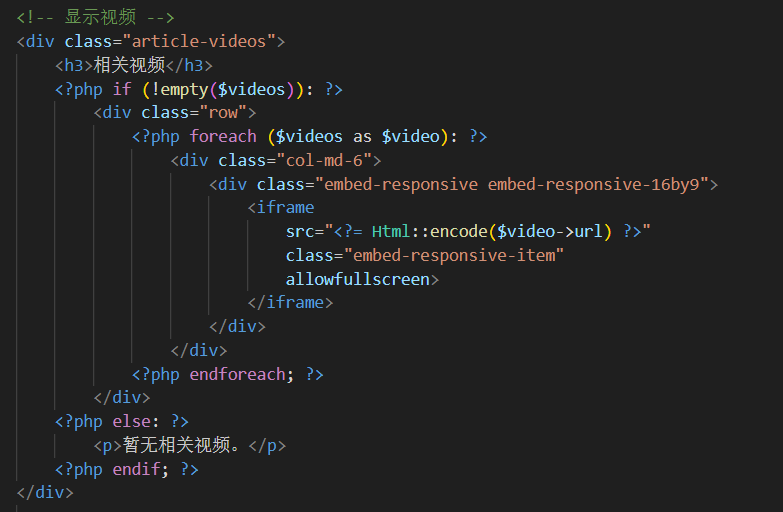 <!-- 显示视频 -->
<div class="article-videos">
<h3>相关视频</h3>
<?php if (!empty($videos)): ?>
<div class="row">
<?php foreach ($videos as $video): ?>
<div class="col-md-6">
<div class="embed-responsive embed-responsive-16by9">
<iframe
src="<?= Html::encode($video->url) ?>"
class="embed-responsive-item"
allowfullscreen>
</iframe>
</div>
</div>
<?php endforeach; ?>
</div>
<?php else: ?>
<p>暂无相关视频。</p>
<?php endif; ?>
</div>